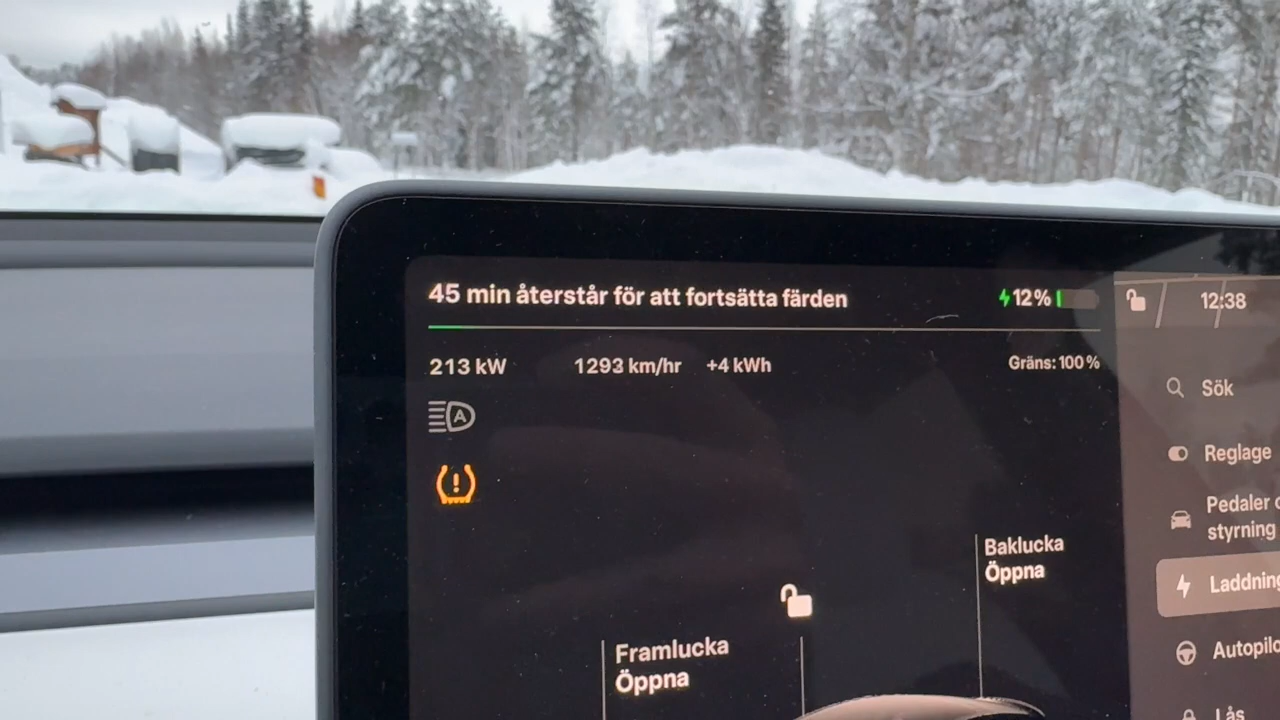 45 min återstår för att fortsätta färden
12 %
12:38
213 kW
1293 km/hr
+4 kWh
Gräns: 100 %
A
Sök
Reglage
Pedaler
styrning
Baklucka
Öppna
Laddning
Framlucka
Öppna
Autopilo
Lås